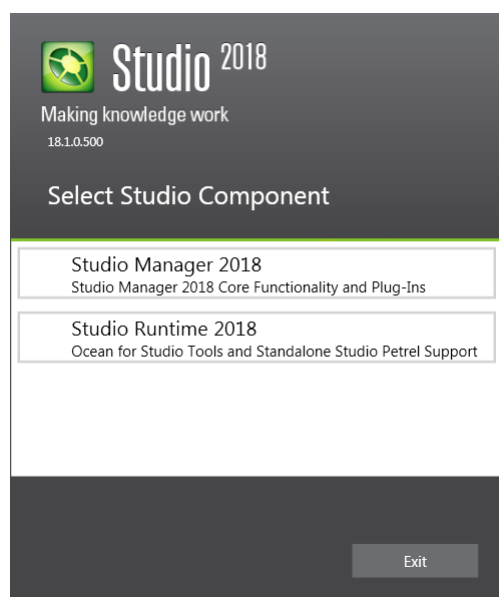 Studio 2018
Making knowledge work
18.1.0.500
Select Studio Component
Studio Manager 2018
Studio Manager 2018 Core Functionality and Plug-Ins
Studio Runtime 2018
Ocean for Studio Tools and Standalone Studio Petrel Support
Exit